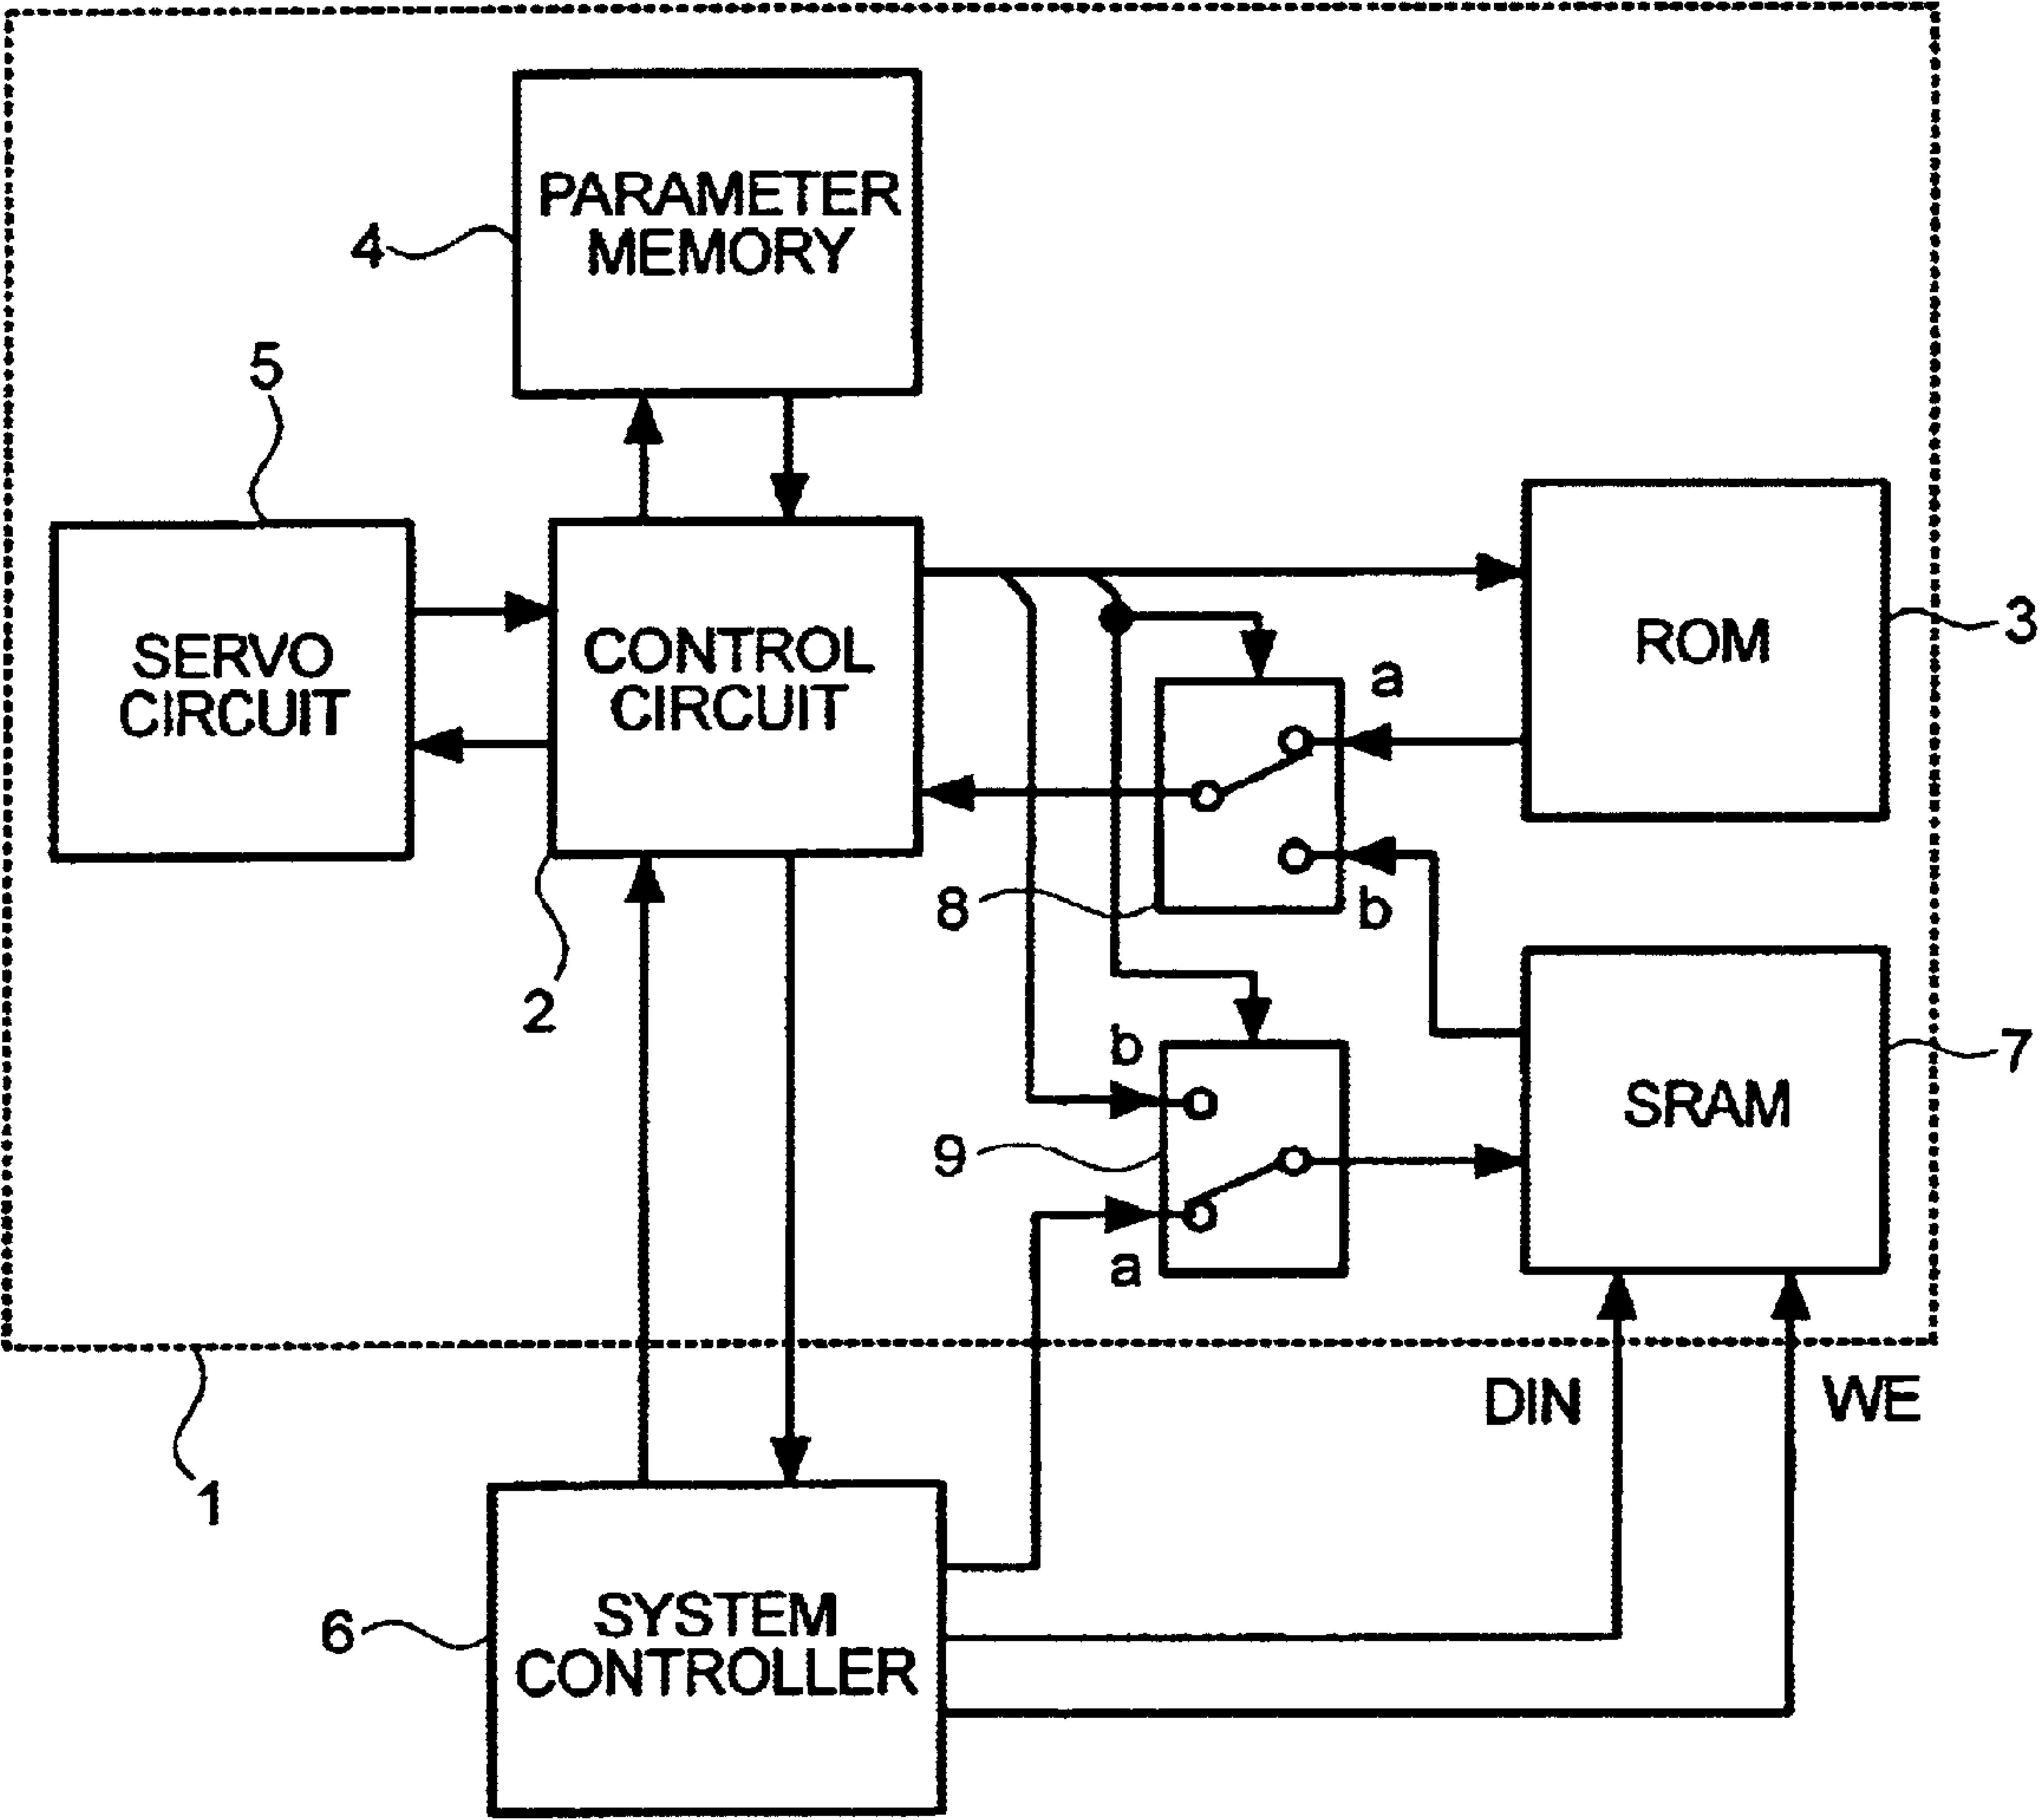 PARAMETER
MEMORY
4
5
SERVO
CIRCUIT
CONTROL
CIRCUIT
2
ROM
3
a
8
b
SRAM
7
b
9
a
1
DIN
WE
6
SYSTEM
CONTROLLER